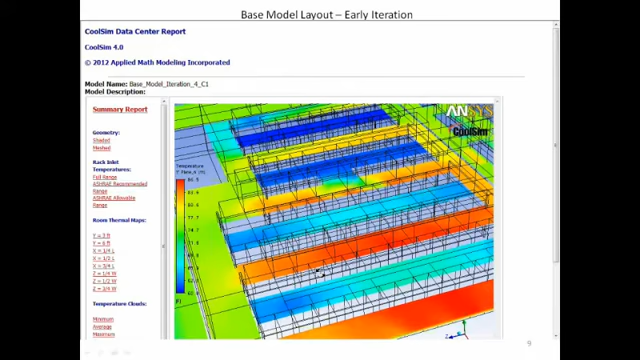 Base Model Layout – Early Iteration
CoolSim Data Center Report
CoolSim 4.0
© 2012 Applied Math Modeling Incorporated
Model Name: Base_Model_Iteration_4_C1
Model Description:
Summary Report
Geometry:
Shaded
Meshed
Rack Inlet
Temperatures:
Full Range
ASHRAE Recommended
Range
ASHRAE Allowable
Range
Room Thermal Maps:
Y = 3 ft
Y = 6 ft
X = 1/4 L
X = 1/2 L
X = 3/4 L
Z = 1/4 W
Z = 1/2 W
Z = 3/4 W
Temperature Clouds:
Minimum
Average
Maximum
CoolSim
Temperature
9